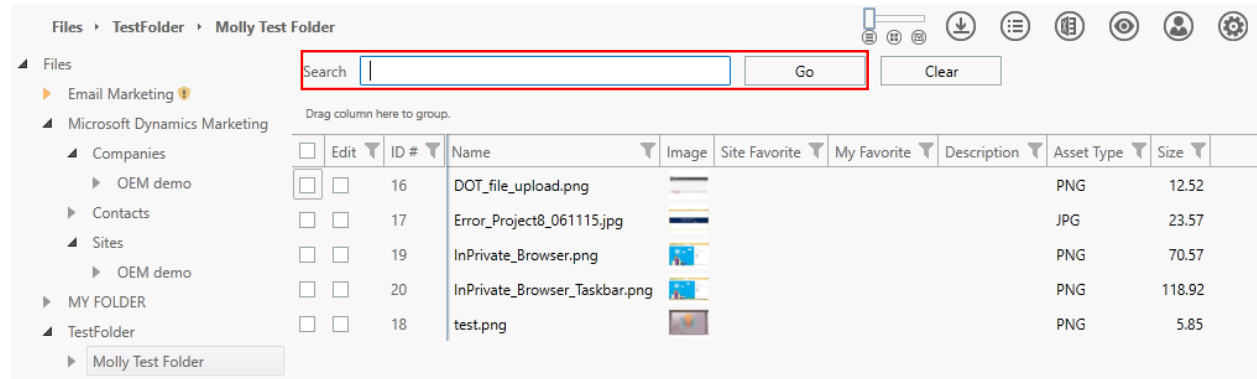 Files ▸ TestFolder ▸ Molly Test Folder
Files
Email Marketing
Microsoft Dynamics Marketing
Companies
OEM demo
Contacts
Sites
OEM demo
MY FOLDER
TestFolder
Molly Test Folder
Search Go Clear
Drag column here to group.
Edit ID # Name Image Site Favorite My Favorite Description Asset Type Size
16 DOT_file_upload.png PNG 12.52
17 Error_Project8_061115.jpg JPG 23.57
19 InPrivate_Browser.png PNG 70.57
20 InPrivate_Browser_Taskbar.png PNG 118.92
18 test.png PNG 5.85